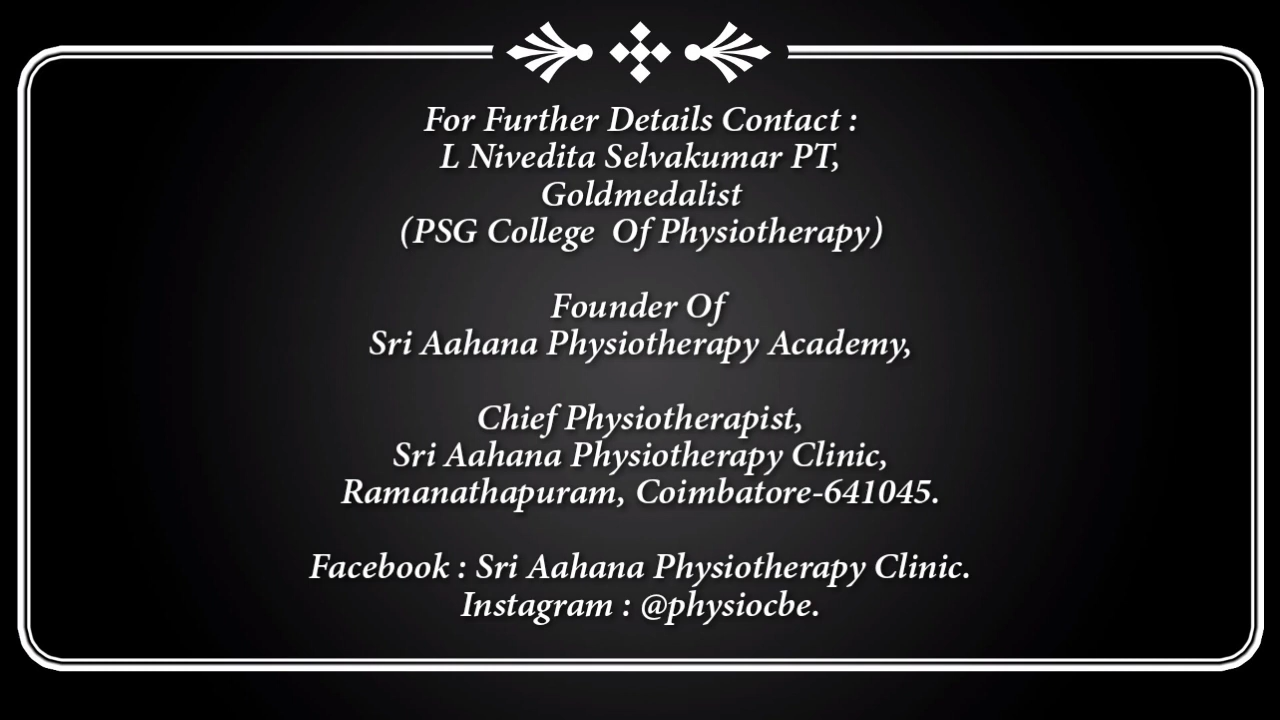 For Further Details Contact :
L Nivedita Selvakumar PT,
Goldmedalist
(PSG College  Of Physiotherapy)
Founder Of
Sri Aahana Physiotherapy Academy,
Chief Physiotherapist,
Sri Aahana Physiotherapy Clinic,
Ramanathapuram, Coimbatore-641045.
Facebook : Sri Aahana Physiotherapy Clinic.
Instagram : @physiocbe.